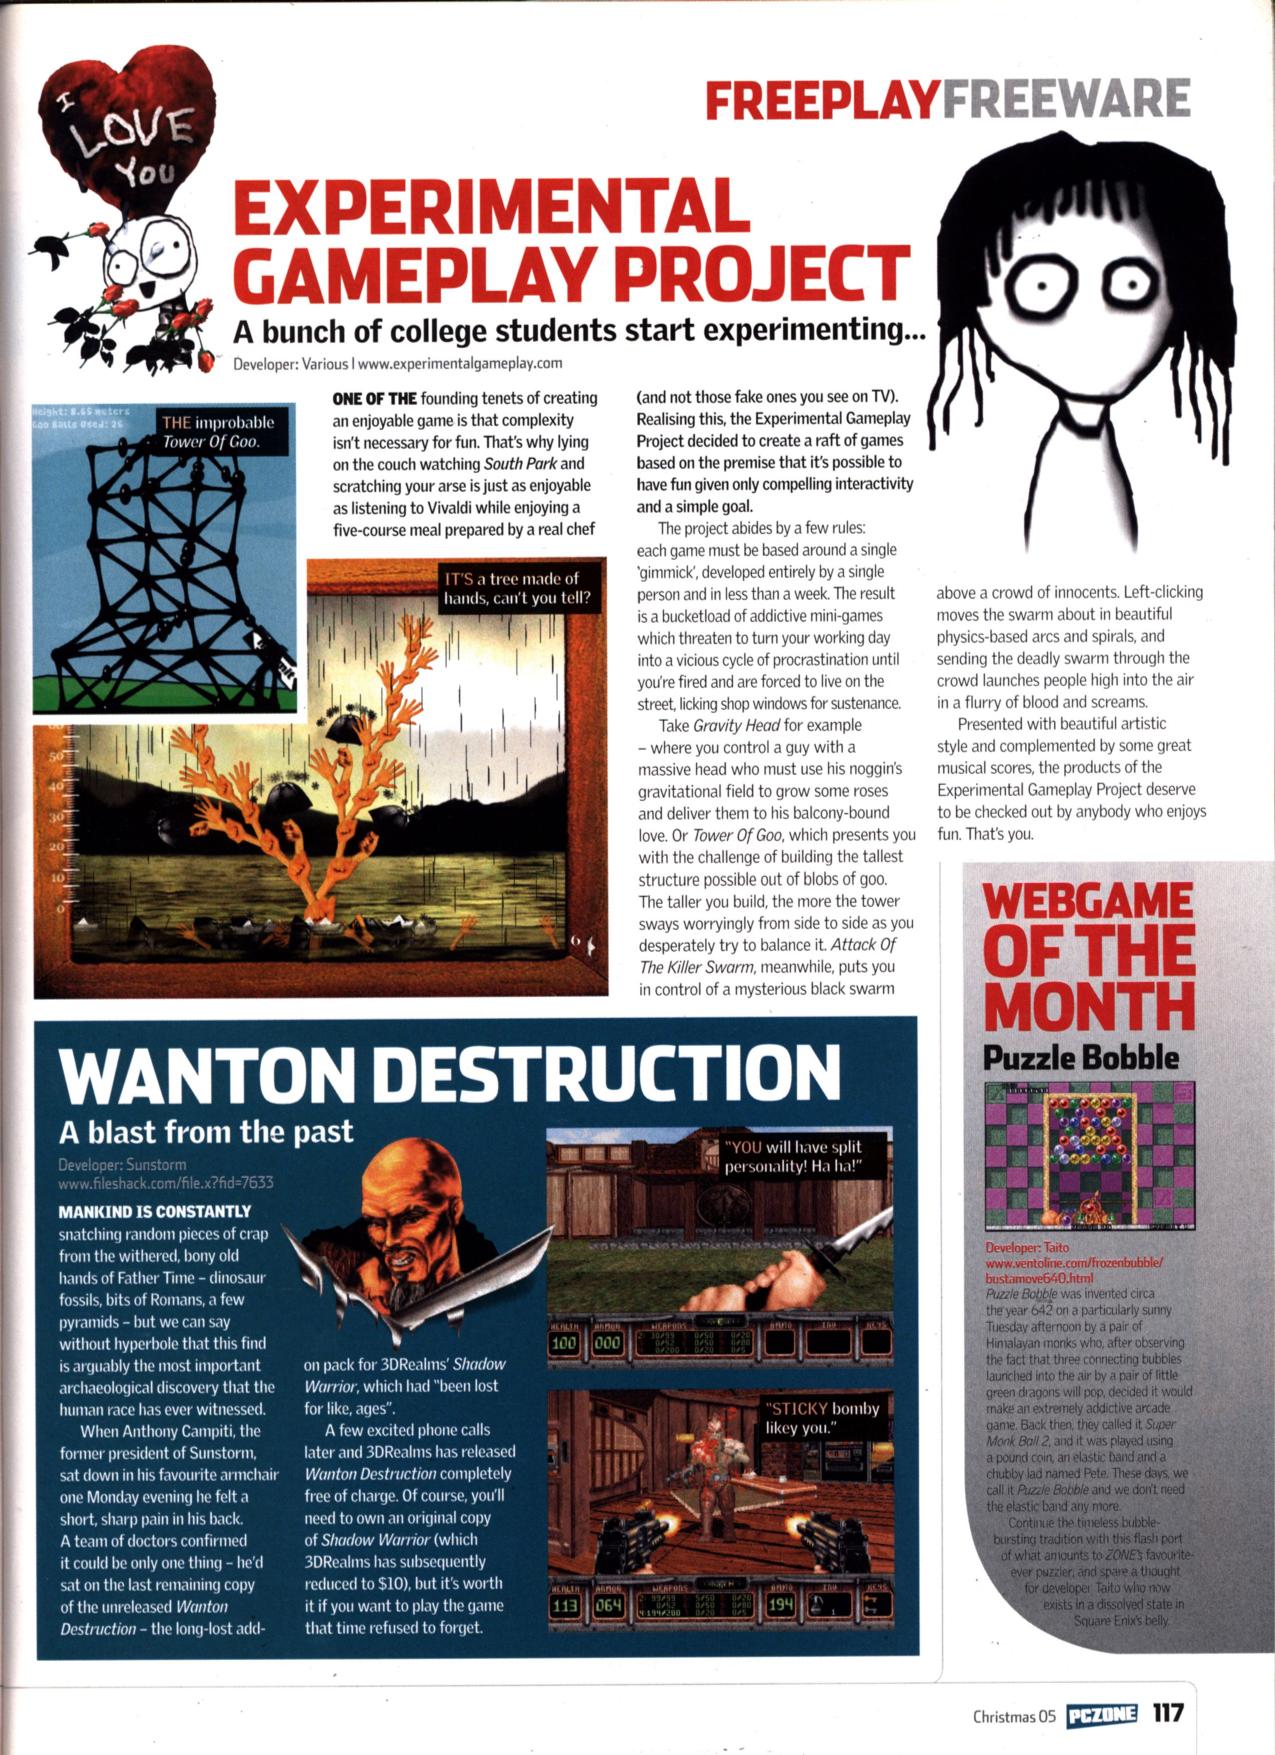 I
LOVE
YOU
FREEPLAYFREEWARE
EXPERIMENTAL
GAMEPLAY PROJECT
A bunch of college students start experimenting...
Developer: Various | www.experimentalgameplay.com
Height: 8.65 meters
Goo Balls Used: 26
THE improbable
Tower Of Goo.
ONE OF THE founding tenets of creating
an enjoyable game is that complexity
isn't necessary for fun. That's why lying
on the couch watching South Park and
scratching your arse is just as enjoyable
as listening to Vivaldi while enjoying a
five-course meal prepared by a real chef
IT'S a tree made of
hands, can't you tell?
50
40
30
20
10
0
6
(and not those fake ones you see on TV).
Realising this, the Experimental Gameplay
Project decided to create a raft of games
based on the premise that it's possible to
have fun given only compelling interactivity
and a simple goal.
The project abides by a few rules:
each game must be based around a single
'gimmick', developed entirely by a single
person and in less than a week. The result
is a bucketload of addictive mini-games
which threaten to turn your working day
into a vicious cycle of procrastination until
you're fired and are forced to live on the
street, licking shop windows for sustenance.
Take Gravity Head for example
– where you control a guy with a
massive head who must use his noggin's
gravitational field to grow some roses
and deliver them to his balcony-bound
love. Or Tower Of Goo, which presents you
with the challenge of building the tallest
structure possible out of blobs of goo.
The taller you build, the more the tower
sways worryingly from side to side as you
desperately try to balance it. Attack Of
The Killer Swarm, meanwhile, puts you
in control of a mysterious black swarm
above a crowd of innocents. Left-clicking
moves the swarm about in beautiful
physics-based arcs and spirals, and
sending the deadly swarm through the
crowd launches people high into the air
in a flurry of blood and screams.
Presented with beautiful artistic
style and complemented by some great
musical scores, the products of the
Experimental Gameplay Project deserve
to be checked out by anybody who enjoys
fun. That's you.
WANTON DESTRUCTION
A blast from the past
Developer: Sunstorm
www.fileshack.com/file.x?fid=7633
MANKIND IS CONSTANTLY
snatching random pieces of crap
from the withered, bony old
hands of Father Time – dinosaur
fossils, bits of Romans, a few
pyramids – but we can say
without hyperbole that this find
is arguably the most important
archaeological discovery that the
human race has ever witnessed.
When Anthony Campiti, the
former president of Sunstorm,
sat down in his favourite armchair
one Monday evening he felt a
short, sharp pain in his back.
A team of doctors confirmed
it could be only one thing – he'd
sat on the last remaining copy
of the unreleased Wanton
Destruction – the long-lost add-
on pack for 3DRealms' Shadow
Warrior, which had "been lost
for like, ages".
A few excited phone calls
later and 3DRealms has released
Wanton Destruction completely
free of charge. Of course, you'll
need to own an original copy
of Shadow Warrior (which
3DRealms has subsequently
reduced to $10), but it's worth
it if you want to play the game
that time refused to forget.
"YOU will have split
personality! Ha ha!"
HEALTH ARMOR WEAPONS AMMO INV KEYS
100 000
"STICKY bomby
likey you."
HEALTH ARMOR WEAPONS AMMO INV KEYS
113 064 194
WEBGAME
OF THE
MONTH
Puzzle Bobble
Developer: Taito
www.ventoline.com/frozenbubble/
bustamove640.html
Puzzle Bobble was invented circa
the year 642 on a particularly sunny
Tuesday afternoon by a pair of
Himalayan monks who, after observing
the fact that three connecting bubbles
launched into the air by a pair of little
green dragons will pop, decided it would
make an extremely addictive arcade
game. Back then, they called it Super
Monk Ball 2, and it was played using
a pound coin, an elastic band and a
chubby lad named Pete. These days, we
call it Puzzle Bobble and we don't need
the elastic band any more.
Continue the timeless bubble-
bursting tradition with this flash port
of what amounts to ZONE's favourite-
ever puzzler, and spare a thought
for developer Taito who now
exists in a dissolved state in
Square Enix's belly.
Christmas 05 PCZONE 117